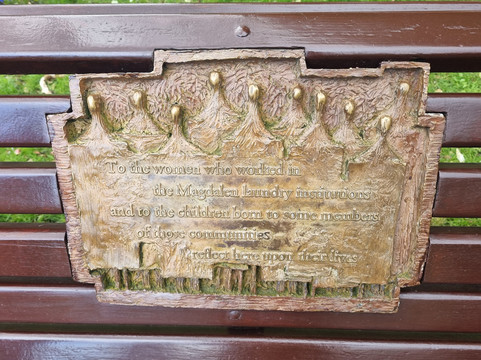 To the women who worked in
the Magdalen laundry institutions
and to the children born to some members
of those communities
reflect here upon their lives